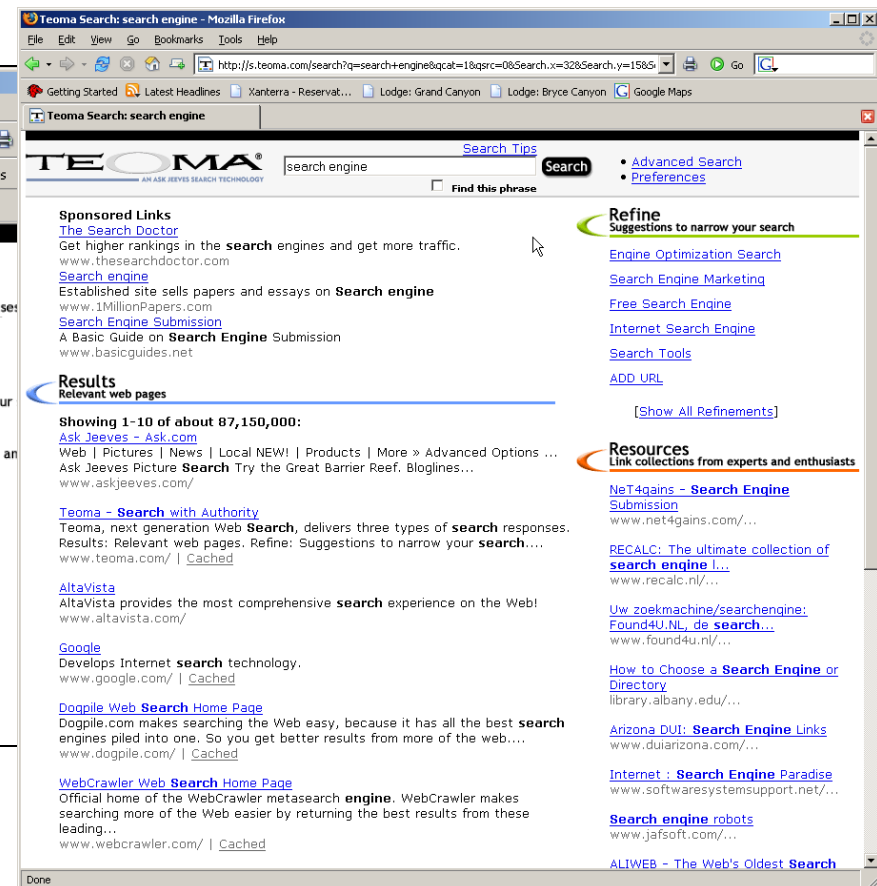 Teoma Search: search engine - Mozilla Firefox
File Edit View Go Bookmarks Tools Help
http://s.teoma.com/search?q=search+engine&qcat=1&qsrc=0&Search.x=32&Search.y=15&S Go
Getting Started Latest Headlines Xanterra - Reservat... Lodge: Grand Canyon Lodge: Bryce Canyon Google Maps
Teoma Search: search engine
Search Tips
TEOMA®
AN ASK JEEVES SEARCH TECHNOLOGY
search engine Search
Find this phrase
• Advanced Search
• Preferences
Sponsored Links
The Search Doctor
Get higher rankings in the search engines and get more traffic.
www.thesearchdoctor.com
Search engine
Established site sells papers and essays on Search engine
www.1MillionPapers.com
Search Engine Submission
A Basic Guide on Search Engine Submission
www.basicguides.net
Results
Relevant web pages
Showing 1-10 of about 87,150,000:
Ask Jeeves - Ask.com
Web | Pictures | News | Local NEW! | Products | More » Advanced Options ...
Ask Jeeves Picture Search Try the Great Barrier Reef. Bloglines...
www.askjeeves.com/
Teoma - Search with Authority
Teoma, next generation Web Search, delivers three types of search responses.
Results: Relevant web pages. Refine: Suggestions to narrow your search....
www.teoma.com/ | Cached
AltaVista
AltaVista provides the most comprehensive search experience on the Web!
www.altavista.com/
Google
Develops Internet search technology.
www.google.com/ | Cached
Dogpile Web Search Home Page
Dogpile.com makes searching the Web easy, because it has all the best search
engines piled into one. So you get better results from more of the web....
www.dogpile.com/ | Cached
WebCrawler Web Search Home Page
Official home of the WebCrawler metasearch engine. WebCrawler makes
searching more of the Web easier by returning the best results from these
leading...
www.webcrawler.com/ | Cached
Refine
Suggestions to narrow your search
Engine Optimization Search
Search Engine Marketing
Free Search Engine
Internet Search Engine
Search Tools
ADD URL
[Show All Refinements]
Resources
Link collections from experts and enthusiasts
NeT4gains - Search Engine
Submission
www.net4gains.com/...
RECALC: The ultimate collection of
search engine l...
www.recalc.nl/...
Uw zoekmachine/searchengine:
Found4U.NL, de search...
www.found4u.nl/...
How to Choose a Search Engine or
Directory
library.albany.edu/...
Arizona DUI: Search Engine Links
www.duiarizona.com/...
Internet : Search Engine Paradise
www.softwaresystemsupport.net/...
Search engine robots
www.jafsoft.com/...
ALIWEB - The Web's Oldest Search
Done